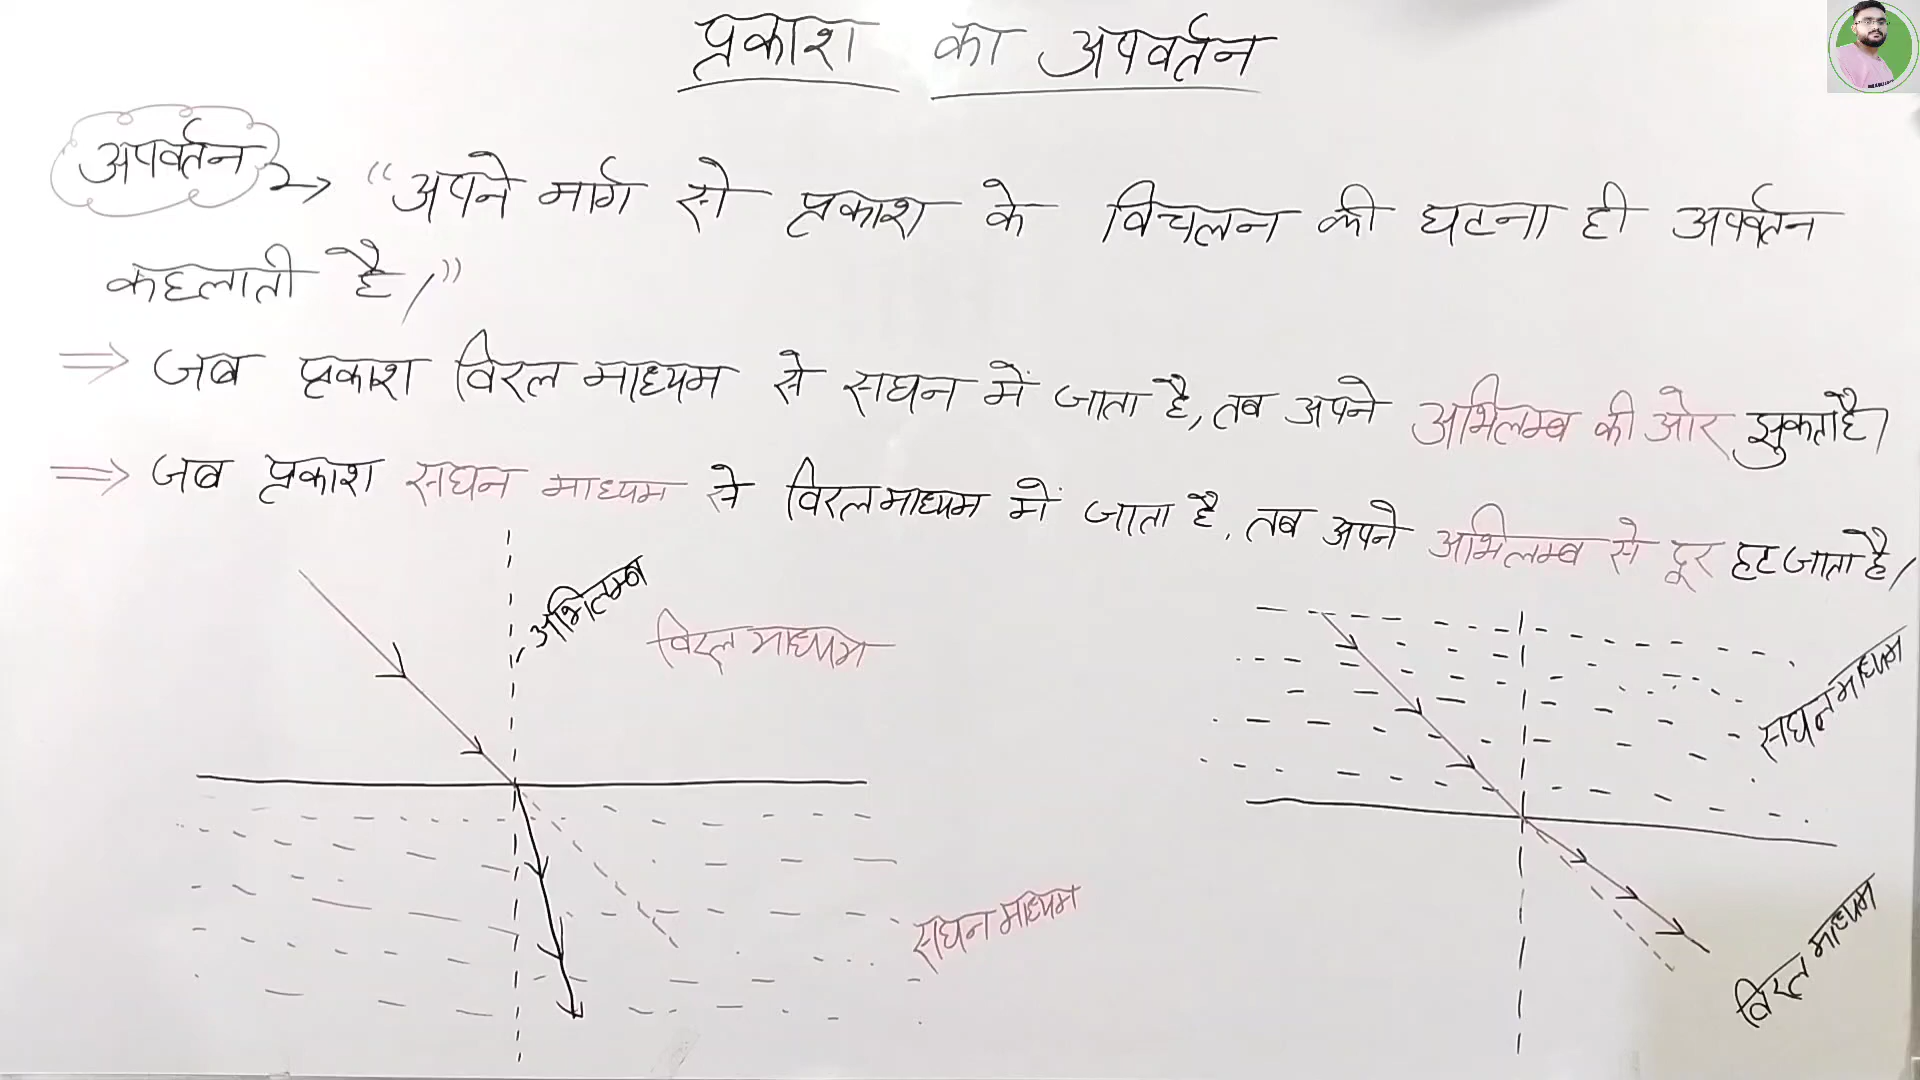 प्रकाश का अपवर्तन
अपवर्तन → “अपने मार्ग से प्रकाश के विचलन की घटना ही अपवर्तन
कहलाती है।”
⇒ जब प्रकाश विरल माध्यम से सघन में जाता है, तब अपने अभिलम्ब की ओर झुकता है।
⇒ जब प्रकाश सघन माध्यम से विरल माध्यम में जाता है, तब अपने अभिलम्ब से दूर हट जाता है।
अभिलम्ब
विरल माध्यम
सघन माध्यम
सघन माध्यम
विरल माध्यम